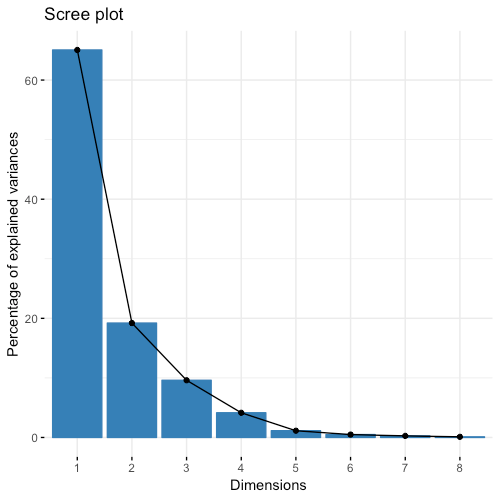 Scree plot
Percentage of explained variances
60
40
20
0
1 2 3 4 5 6 7 8
Dimensions